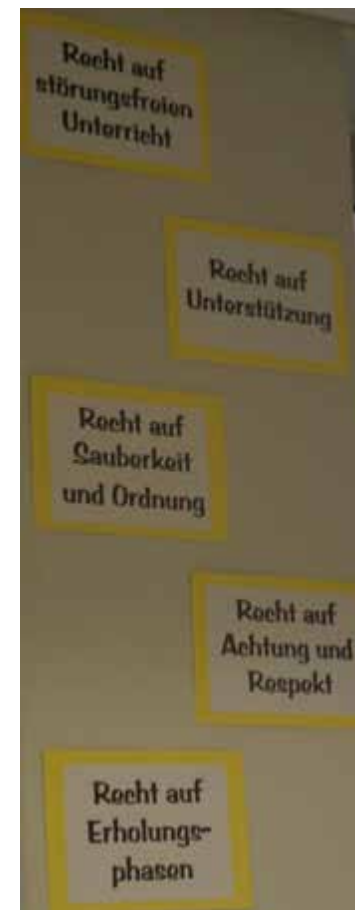 Recht auf
störungsfreien
Unterricht
Recht auf
Unterstützung
Recht auf
Sauberkeit
und Ordnung
Recht auf
Achtung und
Respekt
Recht auf
Erholungs-
phasen